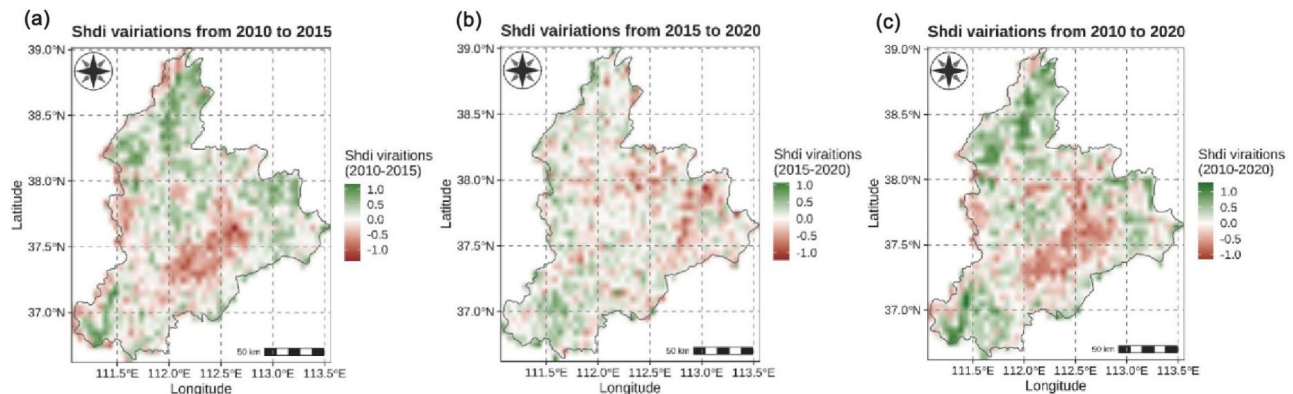 (a)
Shdi vairiations from 2010 to 2015
39.0°N
38.5°N
38.0°N
37.5°N
37.0°N
Latitude
111.5°E 112.0°E 112.5°E 113.0°E 113.5°E
Longitude
50 km
Shdi viraitions
(2010-2015)
1.0
0.5
0.0
-0.5
-1.0
(b)
Shdi vairiations from 2015 to 2020
39.0°N
38.5°N
38.0°N
37.5°N
37.0°N
Latitude
111.5°E 112.0°E 112.5°E 113.0°E 113.5°E
Longitude
50 km
Shdi viraitions
(2015-2020)
1.0
0.5
0.0
-0.5
-1.0
(c)
Shdi vairiations from 2010 to 2020
39.0°N
38.5°N
38.0°N
37.5°N
37.0°N
Latitude
111.5°E 112.0°E 112.5°E 113.0°E 113.5°E
Longitude
50 km
Shdi viraitions
(2010-2020)
1.0
0.5
0.0
-0.5
-1.0